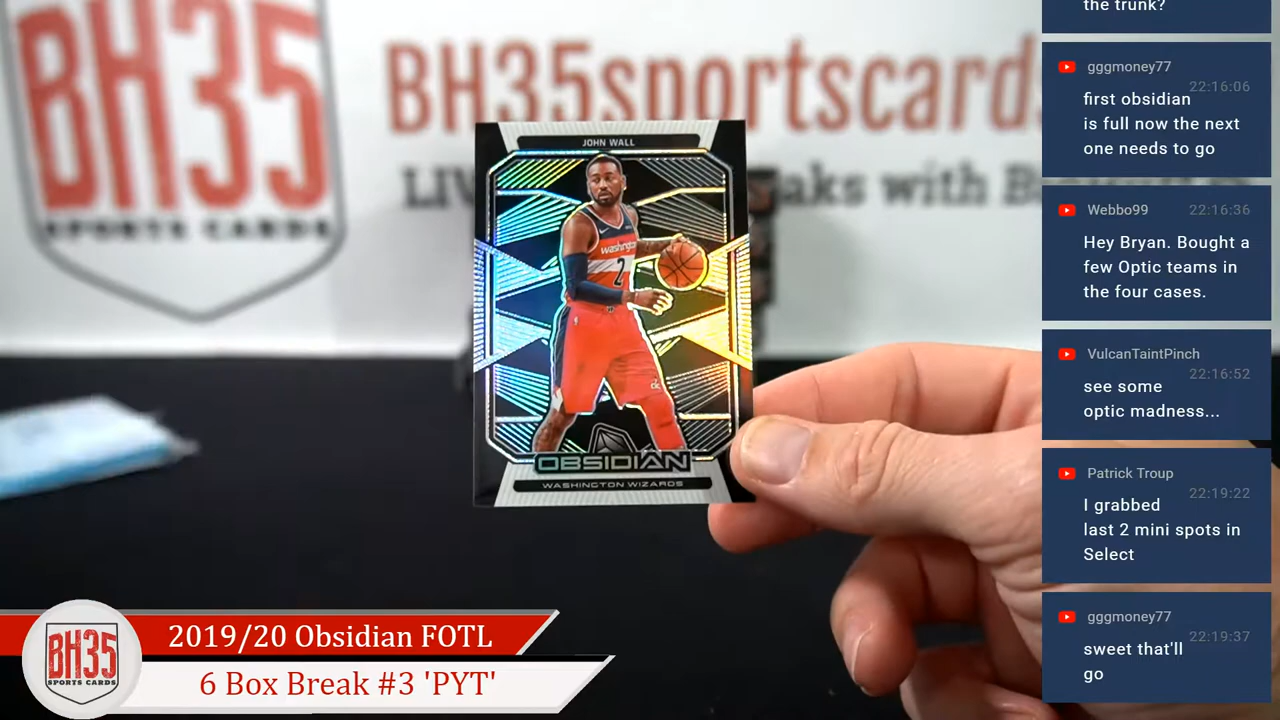 BH35
SPORTS CARDS
BH35sportscards
LIV
aks with B
JOHN WALL
washington
2
OBSIDIAN
WASHINGTON WIZARDS
2019/20 Obsidian FOTL
6 Box Break #3 'PYT'
BH35
SPORTS CARDS
the trunk?
gggmoney77
22:16:06
first obsidian
is full now the next
one needs to go
Webbo99 22:16:36
Hey Bryan. Bought a
few Optic teams in
the four cases.
VulcanTaintPinch
22:16:52
see some
optic madness...
Patrick Troup
22:19:22
I grabbed
last 2 mini spots in
Select
gggmoney77
22:19:37
sweet that'll
go